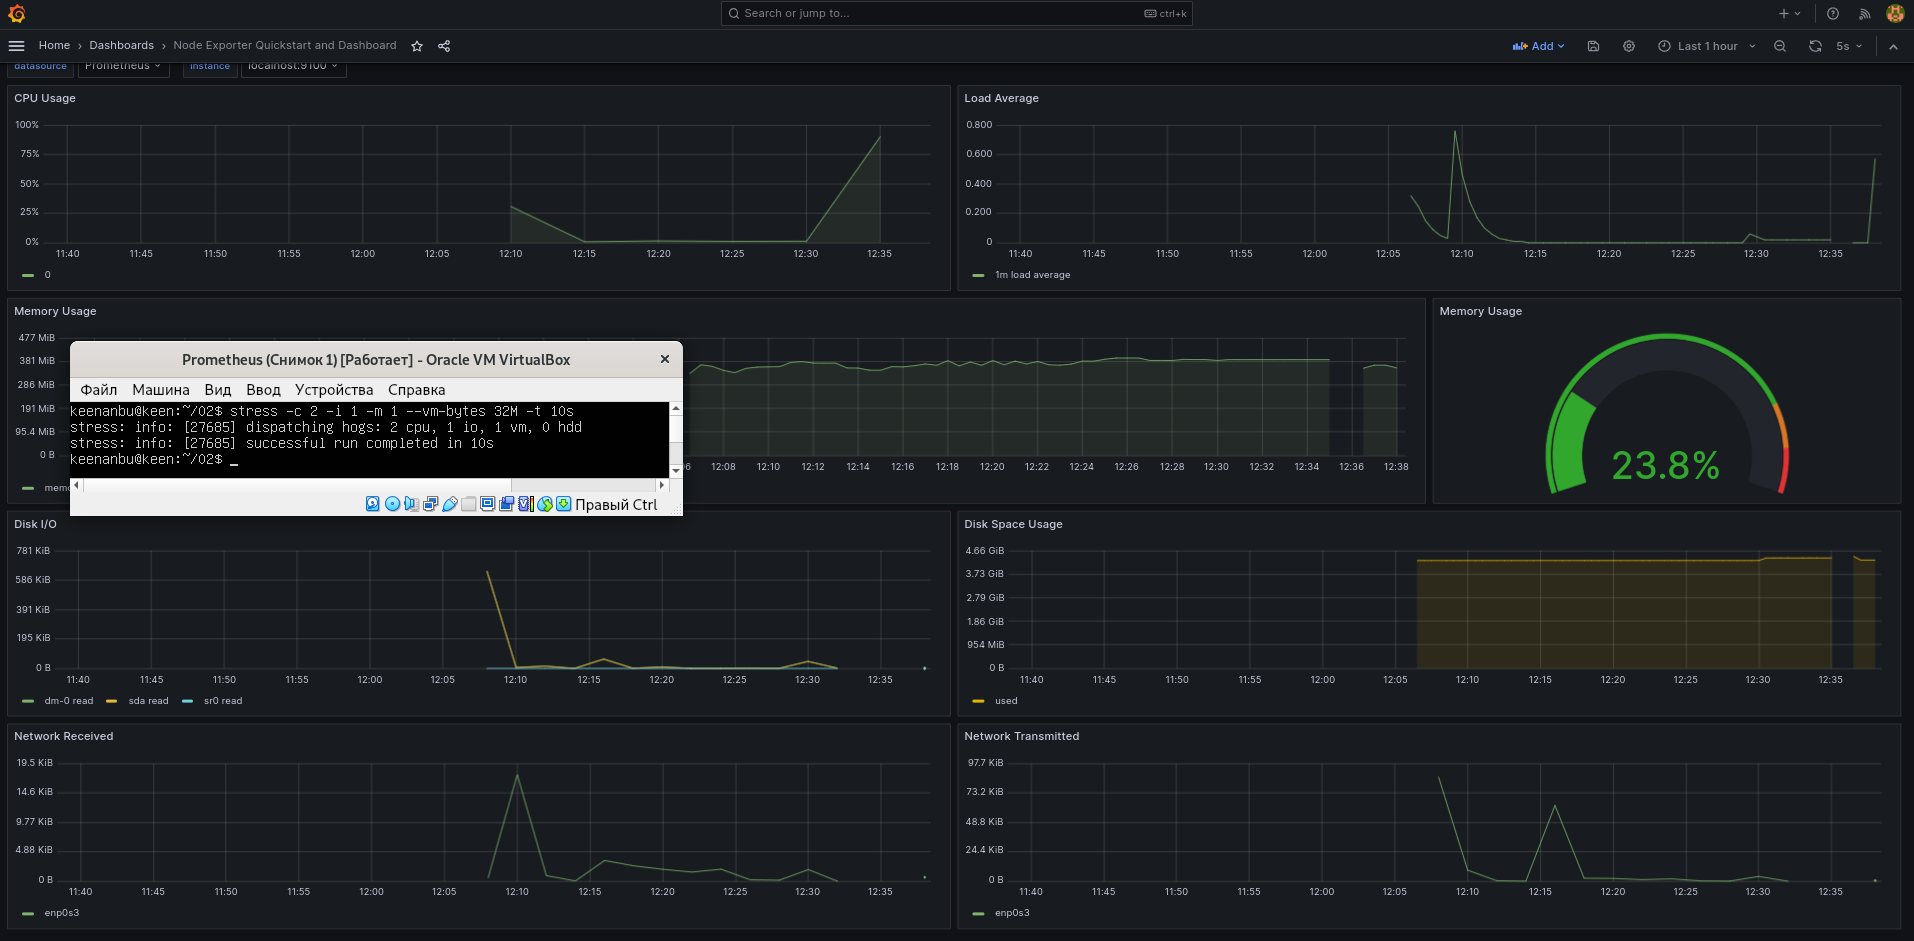 Search or jump to... ctrl+k
Home › Dashboards › Node Exporter Quickstart and Dashboard
Add Last 1 hour 5s
datasource Prometheus instance localhost:9100
CPU Usage
100%
75%
50%
25%
0%
11:40 11:45 11:50 11:55 12:00 12:05 12:10 12:15 12:20 12:25 12:30 12:35
0
Load Average
0.800
0.600
0.400
0.200
0
11:40 11:45 11:50 11:55 12:00 12:05 12:10 12:15 12:20 12:25 12:30 12:35
1m load average
Memory Usage
477 MiB
381 MiB
286 MiB
191 MiB
95.4 MiB
0 B
06 12:08 12:10 12:12 12:14 12:16 12:18 12:20 12:22 12:24 12:26 12:28 12:30 12:32 12:34 12:36 12:38
memo
Memory Usage
23.8%
Prometheus (Снимок 1) [Работает] - Oracle VM VirtualBox
Файл Машина Вид Ввод Устройства Справка
keenanbu@keen:~/02$ stress -c 2 -i 1 -m 1 --vm-bytes 32M -t 10s
stress: info: [27685] dispatching hogs: 2 cpu, 1 io, 1 vm, 0 hdd
stress: info: [27685] successful run completed in 10s
keenanbu@keen:~/02$ _
Правый Ctrl
Disk I/O
781 KiB
586 KiB
391 KiB
195 KiB
0 B
11:40 11:45 11:50 11:55 12:00 12:05 12:10 12:15 12:20 12:25 12:30 12:35
dm-0 read sda read sr0 read
Disk Space Usage
4.66 GiB
3.73 GiB
2.79 GiB
1.86 GiB
954 MiB
0 B
11:40 11:45 11:50 11:55 12:00 12:05 12:10 12:15 12:20 12:25 12:30 12:35
used
Network Received
19.5 KiB
14.6 KiB
9.77 KiB
4.88 KiB
0 B
11:40 11:45 11:50 11:55 12:00 12:05 12:10 12:15 12:20 12:25 12:30 12:35
enp0s3
Network Transmitted
97.7 KiB
73.2 KiB
48.8 KiB
24.4 KiB
0 B
11:40 11:45 11:50 11:55 12:00 12:05 12:10 12:15 12:20 12:25 12:30 12:35
enp0s3